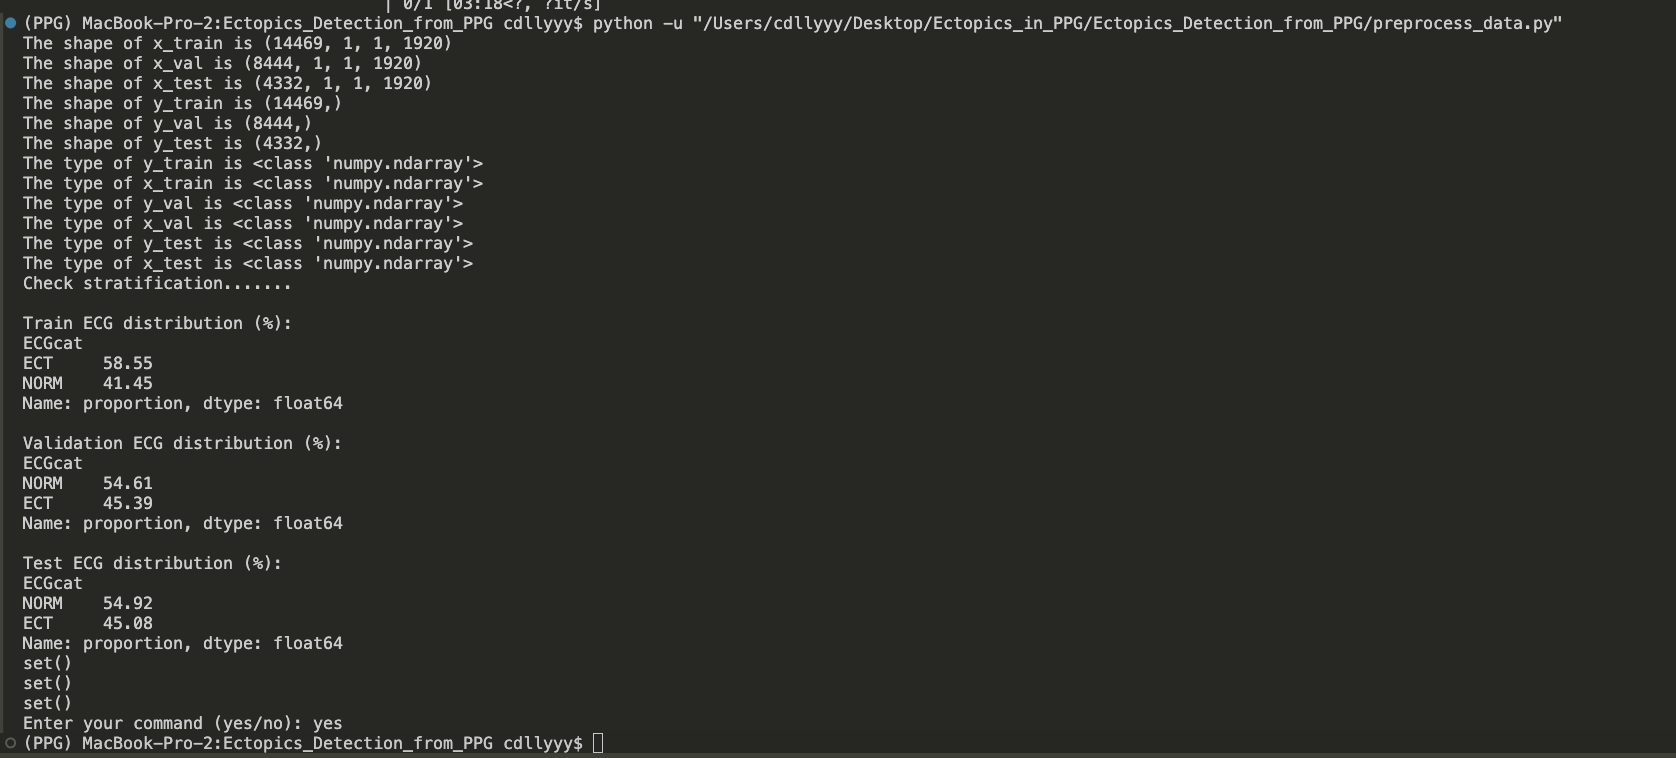 | 0/1 [03:18<?, ?it/s]
(PPG) MacBook-Pro-2:Ectopics_Detection_from_PPG cdllyyy$ python -u "/Users/cdllyyy/Desktop/Ectopics_in_PPG/Ectopics_Detection_from_PPG/preprocess_data.py"
The shape of x_train is (14469, 1, 1, 1920)
The shape of x_val is (8444, 1, 1, 1920)
The shape of x_test is (4332, 1, 1, 1920)
The shape of y_train is (14469,)
The shape of y_val is (8444,)
The shape of y_test is (4332,)
The type of y_train is <class 'numpy.ndarray'>
The type of x_train is <class 'numpy.ndarray'>
The type of y_val is <class 'numpy.ndarray'>
The type of x_val is <class 'numpy.ndarray'>
The type of y_test is <class 'numpy.ndarray'>
The type of x_test is <class 'numpy.ndarray'>
Check stratification.......
Train ECG distribution (%):
ECGcat
ECT     58.55
NORM    41.45
Name: proportion, dtype: float64
Validation ECG distribution (%):
ECGcat
NORM    54.61
ECT     45.39
Name: proportion, dtype: float64
Test ECG distribution (%):
ECGcat
NORM    54.92
ECT     45.08
Name: proportion, dtype: float64
set()
set()
set()
Enter your command (yes/no): yes
(PPG) MacBook-Pro-2:Ectopics_Detection_from_PPG cdllyyy$